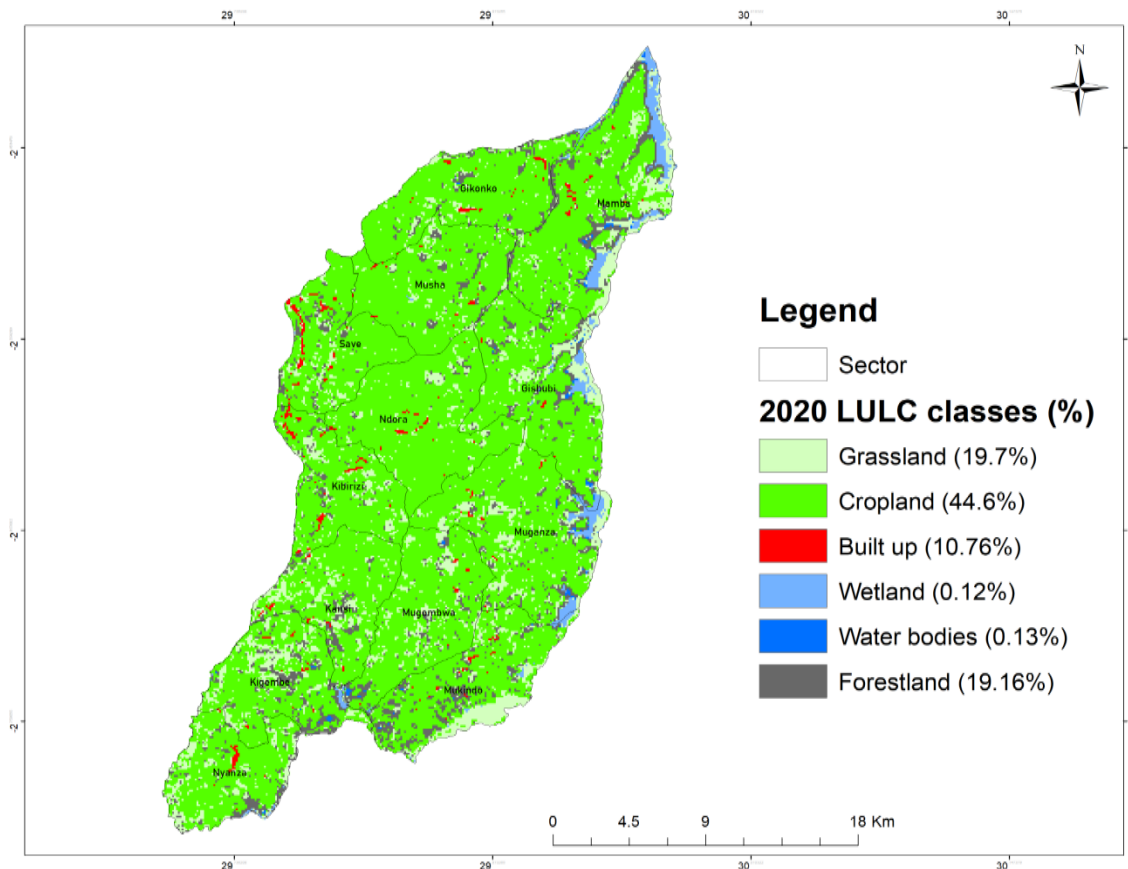 29
29
30
30
N
-2
-2
-2
-2
Gikonko
Mamba
Musha
Save
Gishubi
Ndora
Kibirizi
Muganza
Kansi
Mugombwa
Kigembe
Mukindo
Nyanza
Legend
Sector
2020 LULC classes (%)
Grassland (19.7%)
Cropland (44.6%)
Built up (10.76%)
Wetland (0.12%)
Water bodies (0.13%)
Forestland (19.16%)
0 4.5 9 18 Km
29
29
30
30